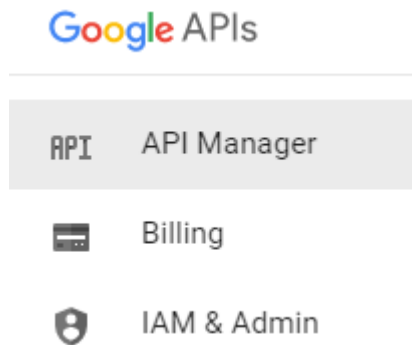 Google APIs
API API Manager
Billing
IAM & Admin